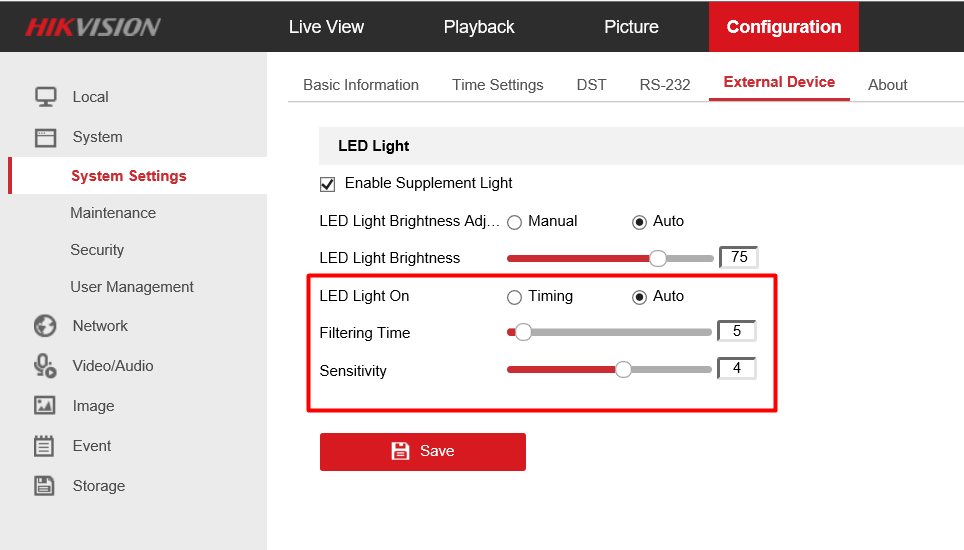 HIKVISION
Live View Playback Picture Configuration
Local
System
System Settings
Maintenance
Security
User Management
Network
Video/Audio
Image
Event
Storage
Basic Information Time Settings DST RS-232 External Device About
LED Light
Enable Supplement Light
LED Light Brightness Adj... Manual Auto
LED Light Brightness 75
LED Light On Timing Auto
Filtering Time 5
Sensitivity 4
Save